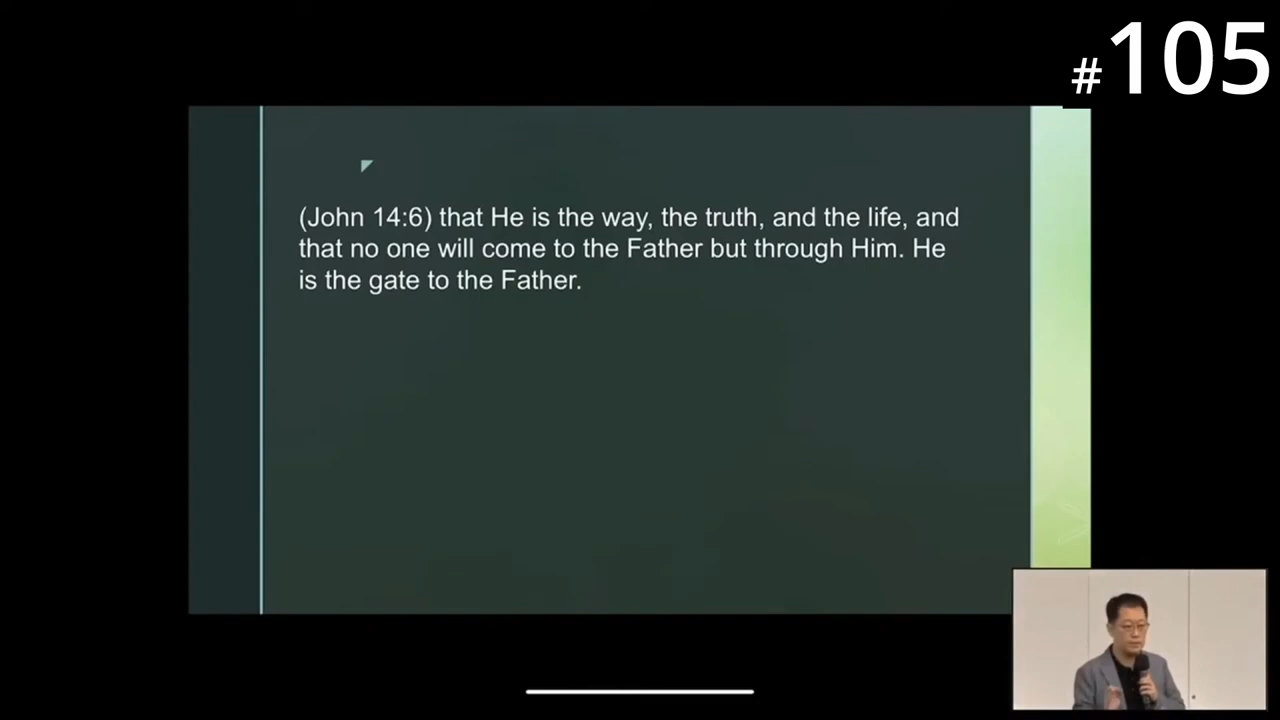 #105
(John 14:6) that He is the way, the truth, and the life, and
that no one will come to the Father but through Him. He
is the gate to the Father.